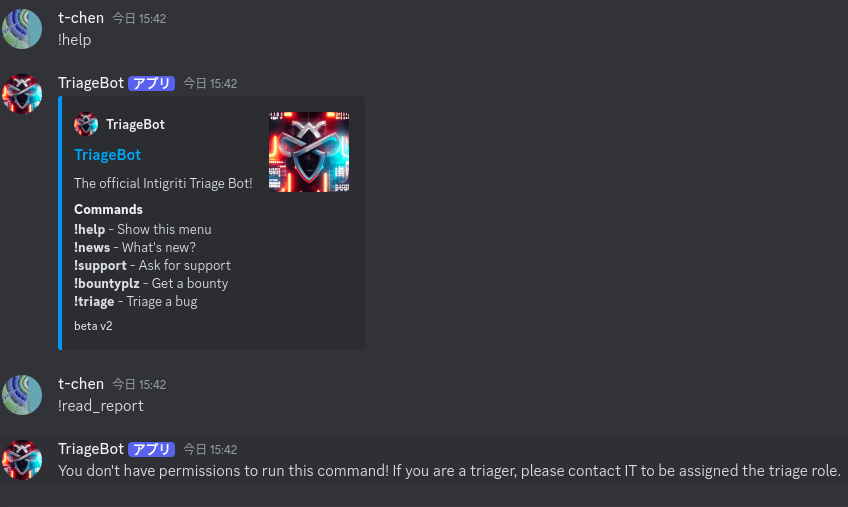 t-chen 今日 15:42
!help
TriageBot アプリ 今日 15:42
TriageBot
TriageBot
The official Intigriti Triage Bot!
Commands
!help - Show this menu
!news - What's new?
!support - Ask for support
!bountyplz - Get a bounty
!triage - Triage a bug
beta v2
t-chen 今日 15:42
!read_report
TriageBot アプリ 今日 15:42
You don't have permissions to run this command! If you are a triager, please contact IT to be assigned the triage role.